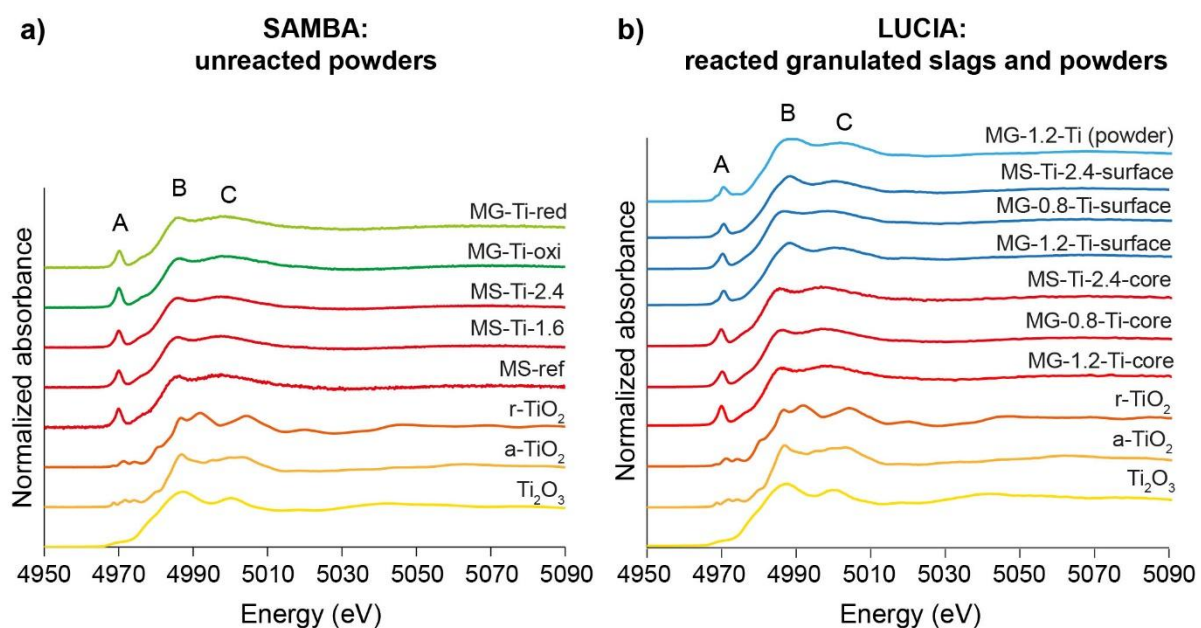 a)
SAMBA:
unreacted powders
Normalized absorbance
A
B
C
MG-Ti-red
MG-Ti-oxi
MS-Ti-2.4
MS-Ti-1.6
MS-ref
r-TiO₂
a-TiO₂
Ti₂O₃
4950 4970 4990 5010 5030 5050 5070 5090
Energy (eV)
b)
LUCIA:
reacted granulated slags and powders
Normalized absorbance
A
B
C
MG-1.2-Ti (powder)
MS-Ti-2.4-surface
MG-0.8-Ti-surface
MG-1.2-Ti-surface
MS-Ti-2.4-core
MG-0.8-Ti-core
MG-1.2-Ti-core
r-TiO₂
a-TiO₂
Ti₂O₃
4950 4970 4990 5010 5030 5050 5070 5090
Energy (eV)